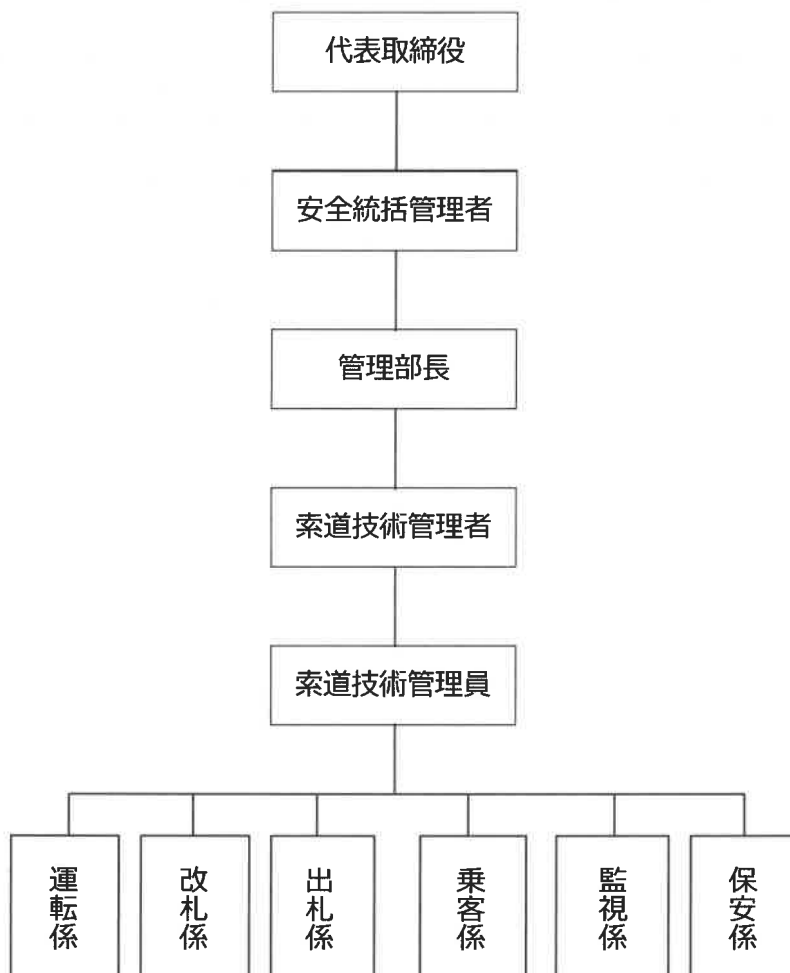 代表取締役
安全統括管理者
管理部長
索道技術管理者
索道技術管理員
運転係
改札係
出札係
乗客係
監視係
保安係